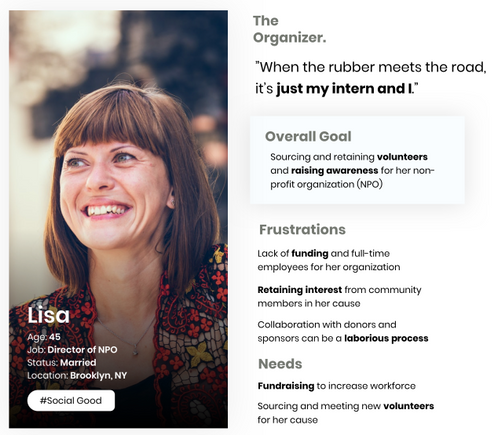 The
Organizer.
"When the rubber meets the road,
it's just my intern and I."
Overall Goal
Sourcing and retaining volunteers
and raising awareness for her non-
profit organization (NPO)
Frustrations
Lack of funding and full-time
employees for her organization
Retaining interest from community
members in her cause
Collaboration with donors and
sponsors can be a laborious process
Needs
Fundraising to increase workforce
Sourcing and meeting new volunteers
for her cause
Lisa
Age: 45
Job: Director of NPO
Status: Married
Location: Brooklyn, NY
#Social Good